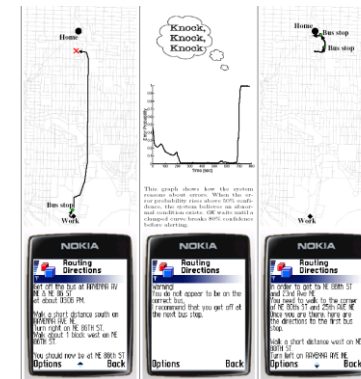 Home
Bus stop
Work
Knock,
Knock,
Knock
Time (sec)
This graph shows how the system
reasons about errors. When the er-
ror probability rises above 50% confi-
dence, the system believes an abnor-
mal condition exists. OK waits until a
changed curve breaks 80% confidence
before alerting.
Home
Bus stop
Bus stop
Work
NOKIA
Routing
Directions
Get off the bus at RAVENNA AV
NE & NE 86 ST
at about 03:08 PM.
Walk a short distance south on
RAVENNA AVE NE.
Turn right on NE 86TH ST.
Walk about 1 block west on NE
86TH ST.
You should now be at NE 86th ST
Options
Back
NOKIA
Routing
Directions
Warning!
You do not appear to be on the
correct bus.
I recommend that you get off at
the next bus stop.
Options
Back
NOKIA
Routing
Directions
In order to get to NE 86th ST
and 23rd Ave NE
You need to walk to the corner
of NE 80th ST and 25th AVE NE
Once you are there, here are
the directions to the first bus
stop.
Walk a short distance west on NE
80TH ST
Turn left on RAVENNA AVE NE.
Options
Back